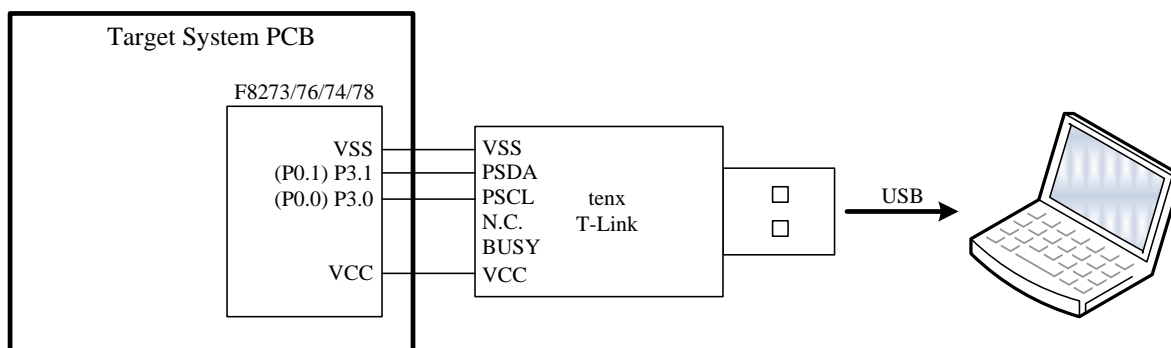 Target System PCB
F8273/76/74/78
VSS
(P0.1) P3.1
(P0.0) P3.0
VCC
VSS
PSDA
PSCL
N.C.
BUSY
VCC
tenx
T-Link
USB